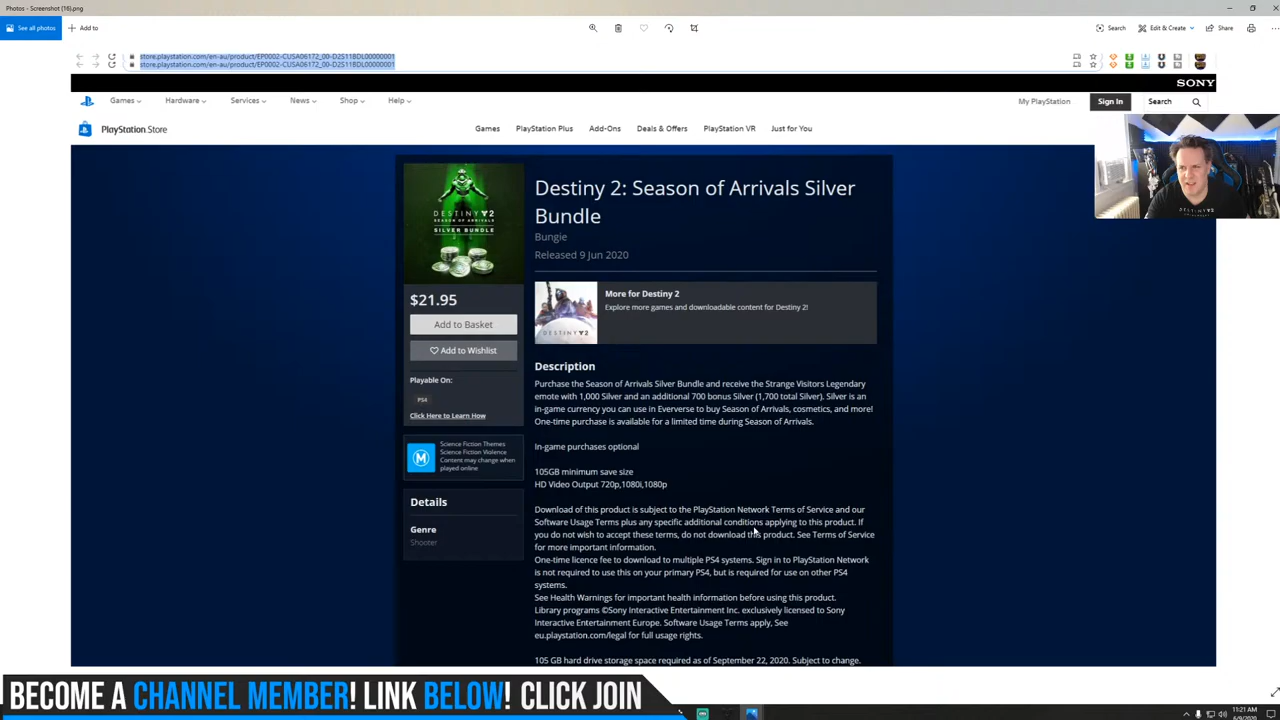 Photos - Screenshot (16).png
See all photos
Add to
Search
Edit & Create
Share
store.playstation.com/en-au/product/EP0002-CUSA06172_00-D2S11BDL00000001
store.playstation.com/en-au/product/EP0002-CUSA06172_00-D2S11BDL00000001
SONY
Games
Hardware
Services
News
Shop
Help
My PlayStation
Sign In
Search
PlayStation Store
Games
PlayStation Plus
Add-Ons
Deals & Offers
PlayStation VR
Just for You
DESTINY 2
SEASON OF ARRIVALS
SILVER BUNDLE
$21.95
Add to Basket
Add to Wishlist
Playable On:
PS4
Click Here to Learn How
M
Science Fiction Themes
Science Fiction Violence
Content may change when
played online
Details
Genre
Shooter
Destiny 2: Season of Arrivals Silver
Bundle
Bungie
Released 9 Jun 2020
DESTINY 2
More for Destiny 2
Explore more games and downloadable content for Destiny 2!
Description
Purchase the Season of Arrivals Silver Bundle and receive the Strange Visitors Legendary
emote with 1,000 Silver and an additional 700 bonus Silver (1,700 total Silver). Silver is an
in-game currency you can use in Eververse to buy Season of Arrivals, cosmetics, and more!
One-time purchase is available for a limited time during Season of Arrivals.
In-game purchases optional
105GB minimum save size
HD Video Output 720p,1080i,1080p
Download of this product is subject to the PlayStation Network Terms of Service and our
Software Usage Terms plus any specific additional conditions applying to this product. If
you do not wish to accept these terms, do not download this product. See Terms of Service
for more important information.
One-time licence fee to download to multiple PS4 systems. Sign in to PlayStation Network
is not required to use this on your primary PS4, but is required for use on other PS4
systems.
See Health Warnings for important health information before using this product.
Library programs ©Sony Interactive Entertainment Inc. exclusively licensed to Sony
Interactive Entertainment Europe. Software Usage Terms apply, See
eu.playstation.com/legal for full usage rights.
105 GB hard drive storage space required as of September 22, 2020. Subject to change.
BECOME A CHANNEL MEMBER! LINK BELOW! CLICK JOIN
11:21 AM
6/9/2020